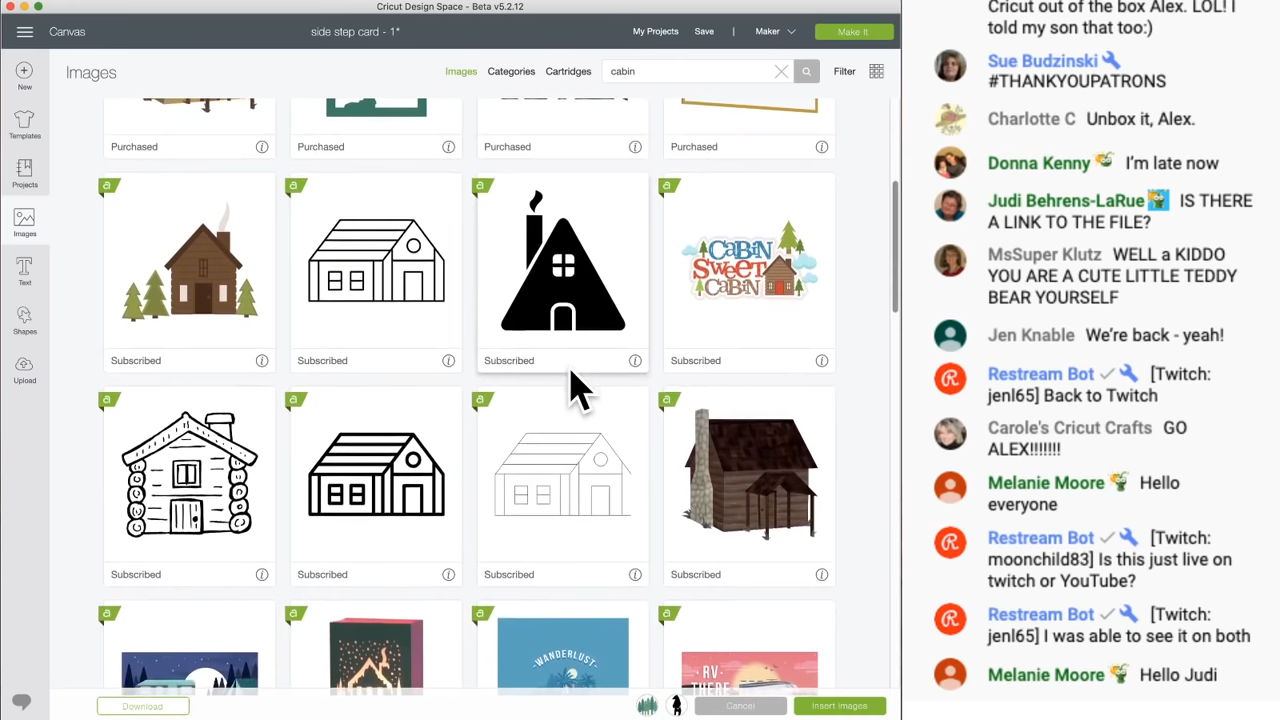 Cricut Design Space - Beta v5.2.12
Canvas
side step card - 1*
My Projects
Save
|
Maker
Make It
New
Templates
Projects
Images
Text
Shapes
Upload
Images
Images
Categories
Cartridges
cabin
Filter
Purchased
Purchased
Purchased
Purchased
CABIN
SWEET
CABIN
Subscribed
Subscribed
Subscribed
Subscribed
Subscribed
Subscribed
Subscribed
Subscribed
WANDERLUST
RV
THERE
Download
Cancel
Insert Images
Cricut out of the box Alex. LOL! I
told my son that too:)
Sue Budzinski
#THANKYOUPATRONS
Charlotte C Unbox it, Alex.
Donna Kenny I'm late now
Judi Behrens-LaRue IS THERE
A LINK TO THE FILE?
MsSuper Klutz WELL a KIDDO
YOU ARE A CUTE LITTLE TEDDY
BEAR YOURSELF
Jen Knable We're back - yeah!
Restream Bot [Twitch:
jenl65] Back to Twitch
Carole's Cricut Crafts GO
ALEX!!!!!!!
Melanie Moore Hello
everyone
Restream Bot [Twitch:
moonchild83] Is this just live on
twitch or YouTube?
Restream Bot [Twitch:
jenl65] I was able to see it on both
Melanie Moore Hello Judi